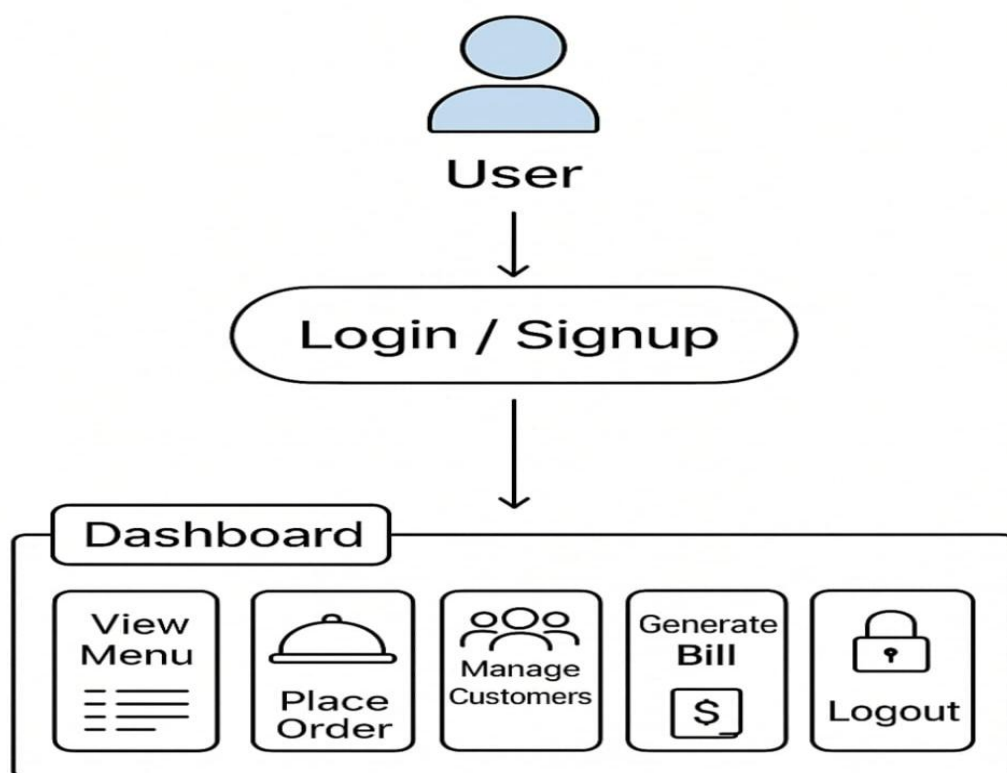 User
Login / Signup
Dashboard
View
Menu
Place
Order
Manage
Customers
Generate
Bill
$
Logout